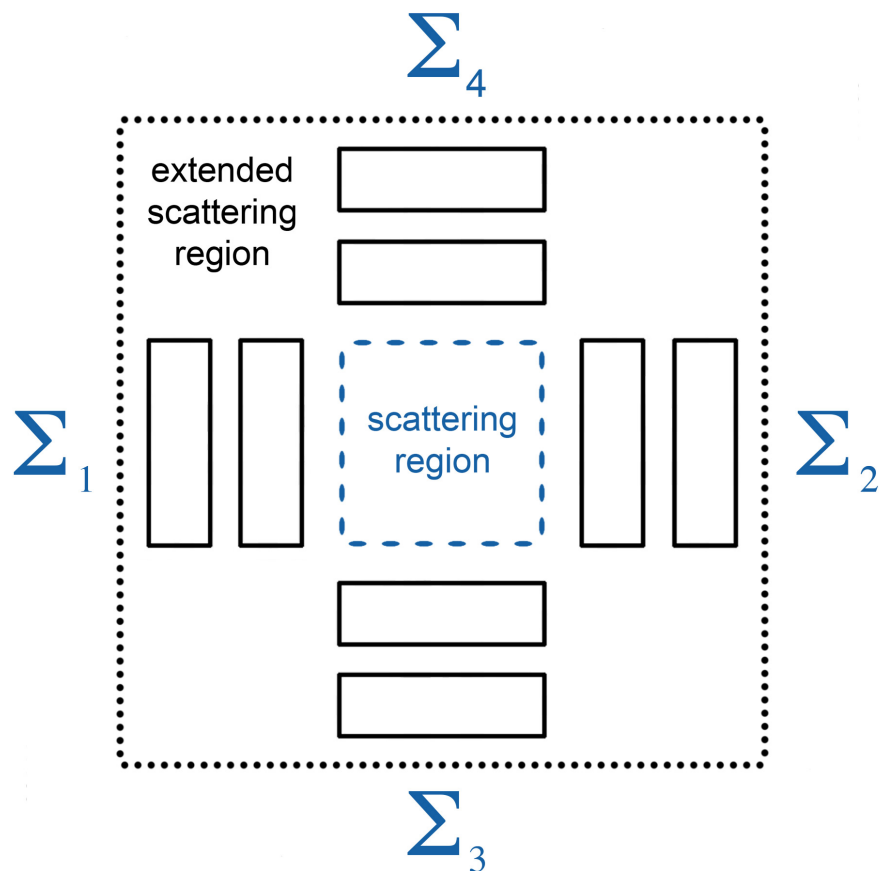 Σ4
extended
scattering
region
scattering
region
Σ1
Σ2
Σ3